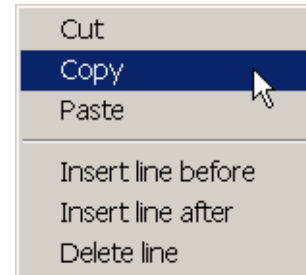 Cut
Copy
Paste
Insert line before
Insert line after
Delete line